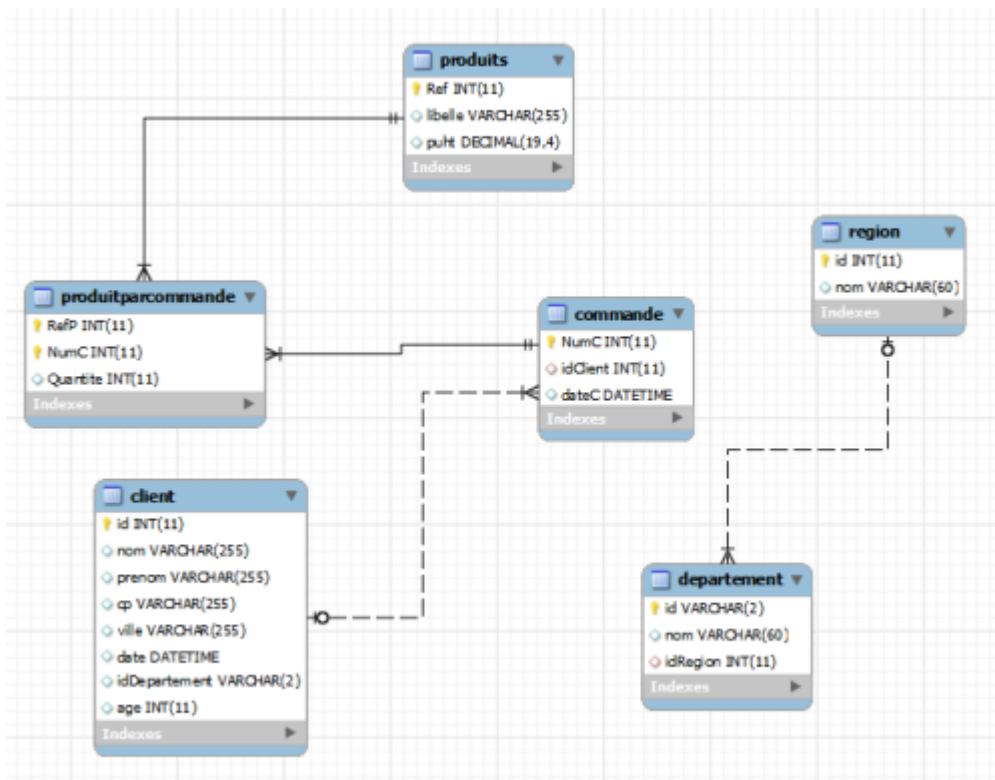 produits
Ref INT(11)
libelle VARCHAR(255)
puht DECIMAL(19,4)
Indexes
region
id INT(11)
nom VARCHAR(60)
Indexes
produitparcommande
RefP INT(11)
NumC INT(11)
Quantite INT(11)
Indexes
commande
NumC INT(11)
idClient INT(11)
dateC DATETIME
Indexes
client
id INT(11)
nom VARCHAR(255)
prenom VARCHAR(255)
cp VARCHAR(255)
ville VARCHAR(255)
date DATETIME
idDepartement VARCHAR(2)
age INT(11)
Indexes
departement
id VARCHAR(2)
nom VARCHAR(60)
idRegion INT(11)
Indexes